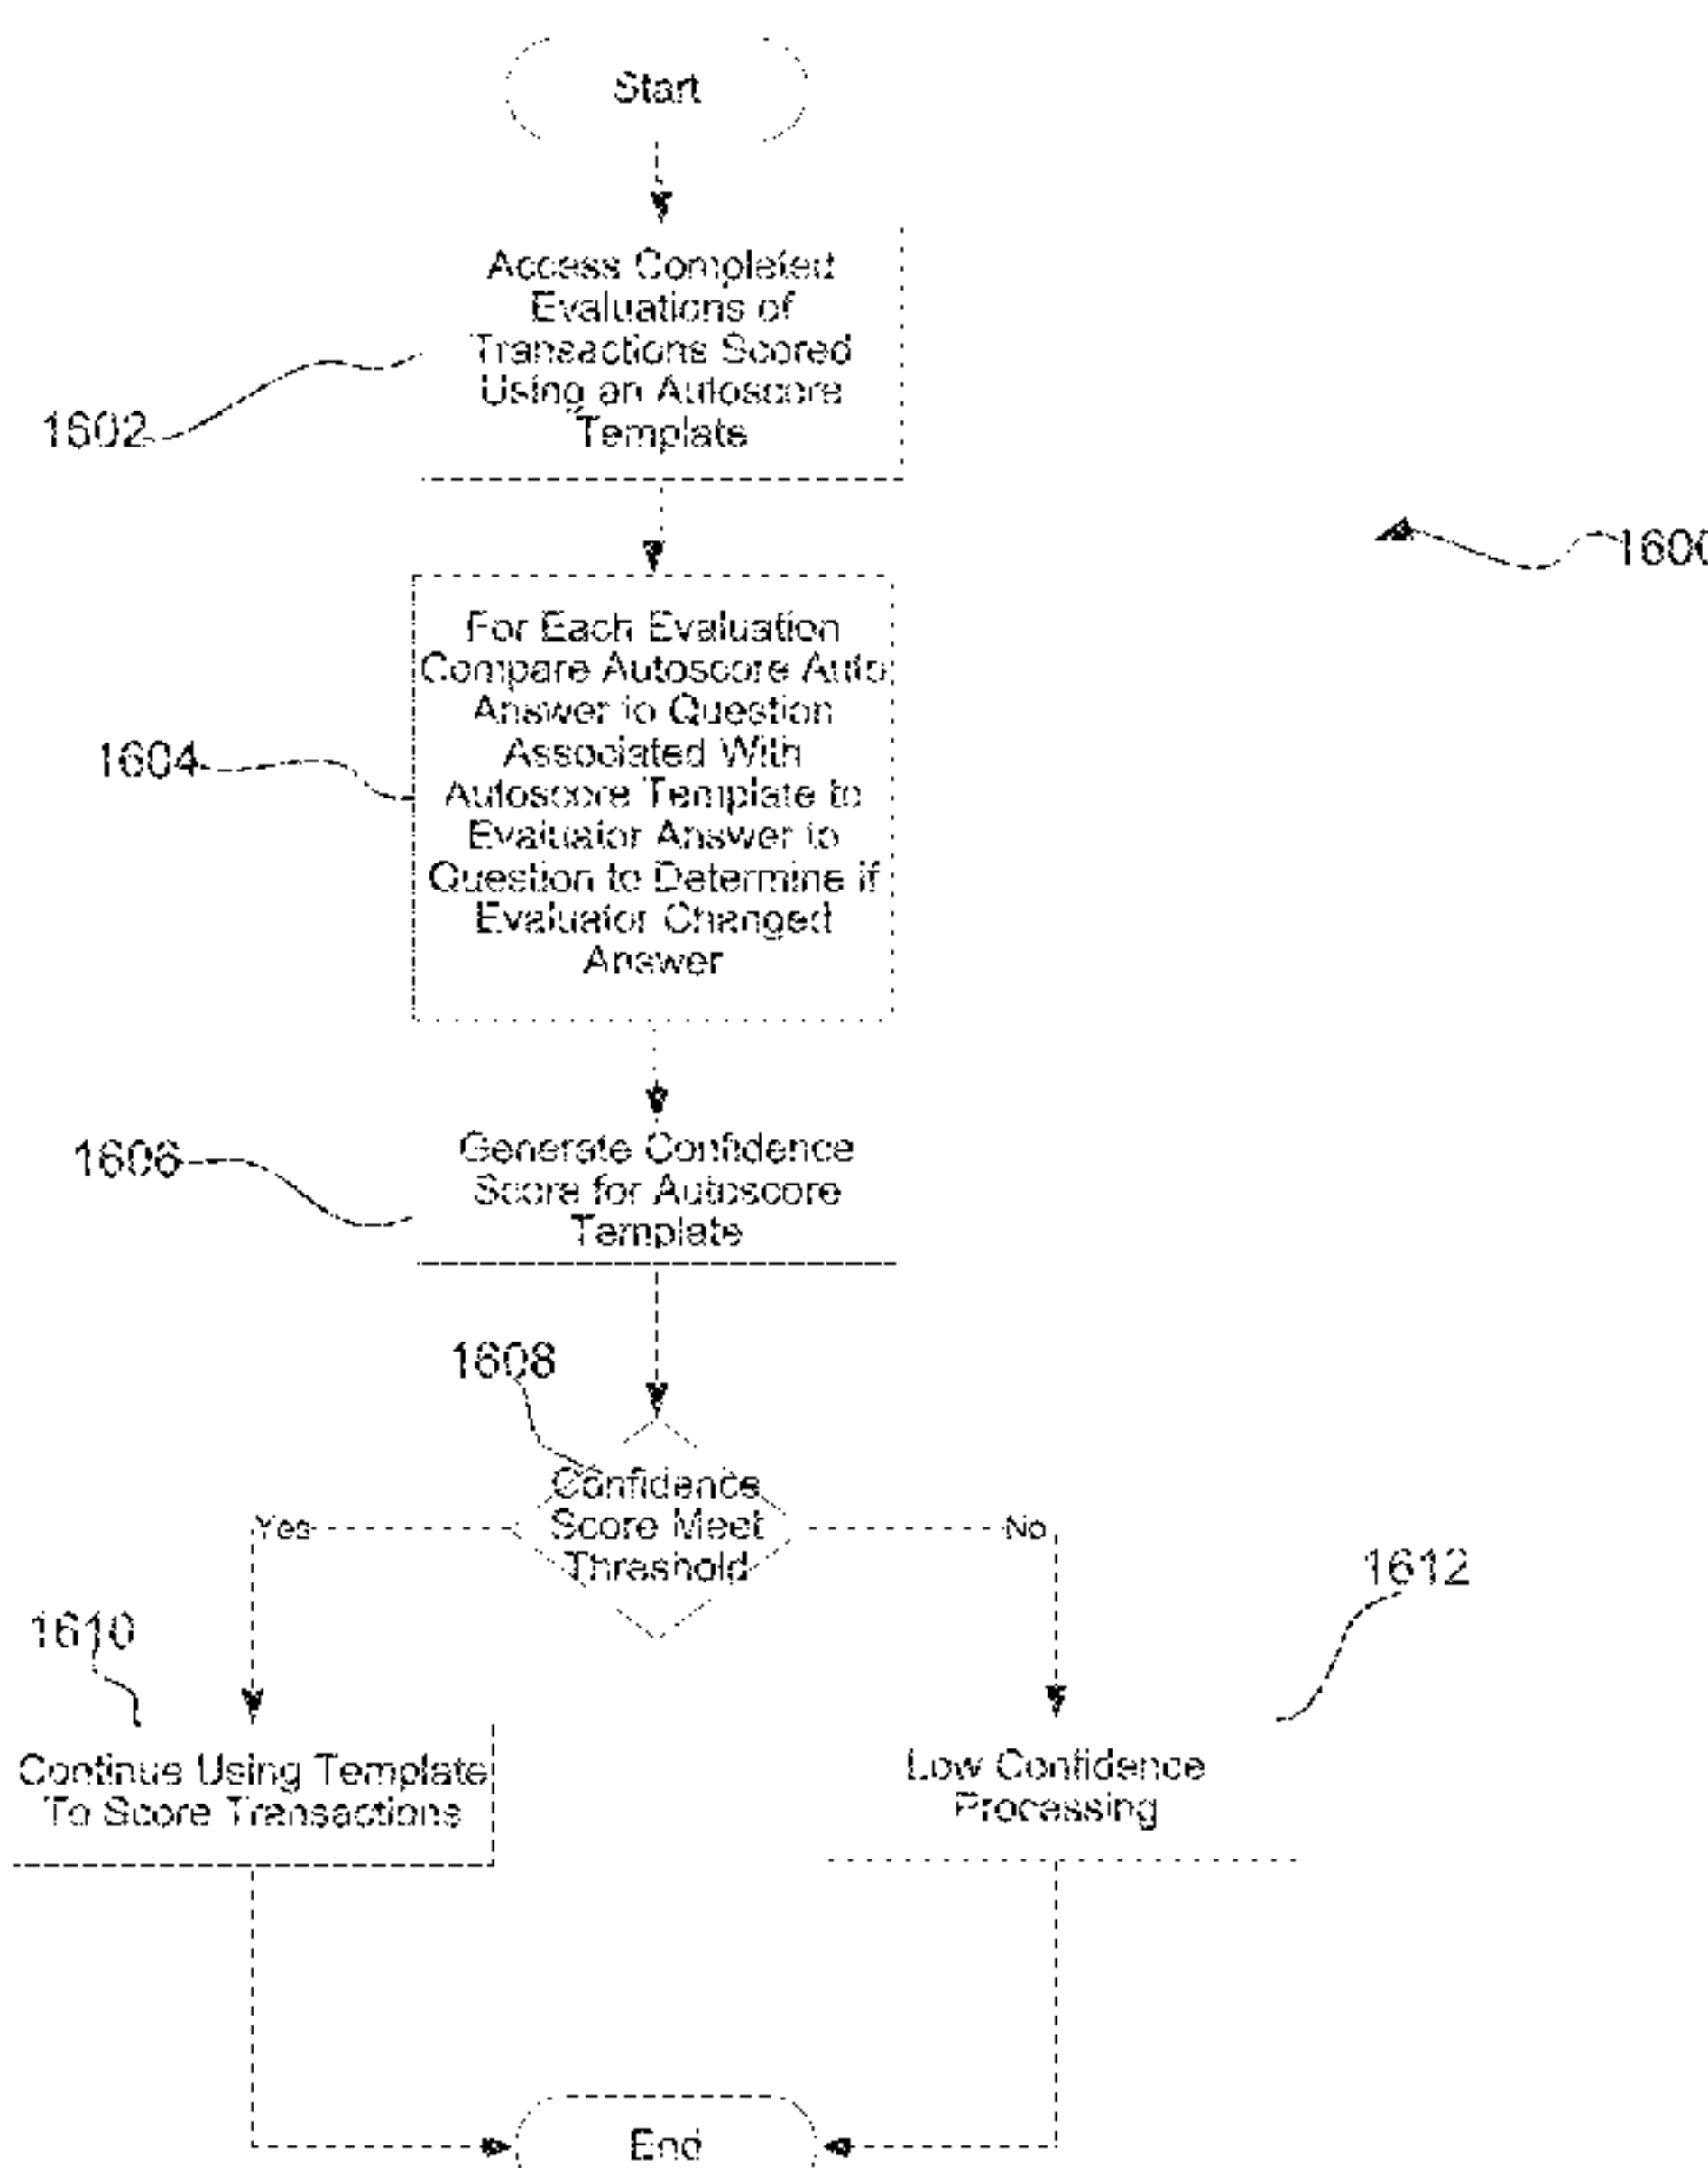 Start
Access Completed
Evaluations of
Transactions Scored
Using an Autoscore
Template
1602
1600
For Each Evaluation
Compare Autoscore Auto
Answer to Question
Associated With
Autoscore Template to
Evaluator Answer to
Question to Determine if
Evaluator Changed
Answer
1604
1606
Generate Confidence
Score for Autoscore
Template
1608
Confidence
Score Meet
Threshold
Yes
No
1612
1610
Continue Using Template
To Score Transactions
Low Confidence
Processing
End